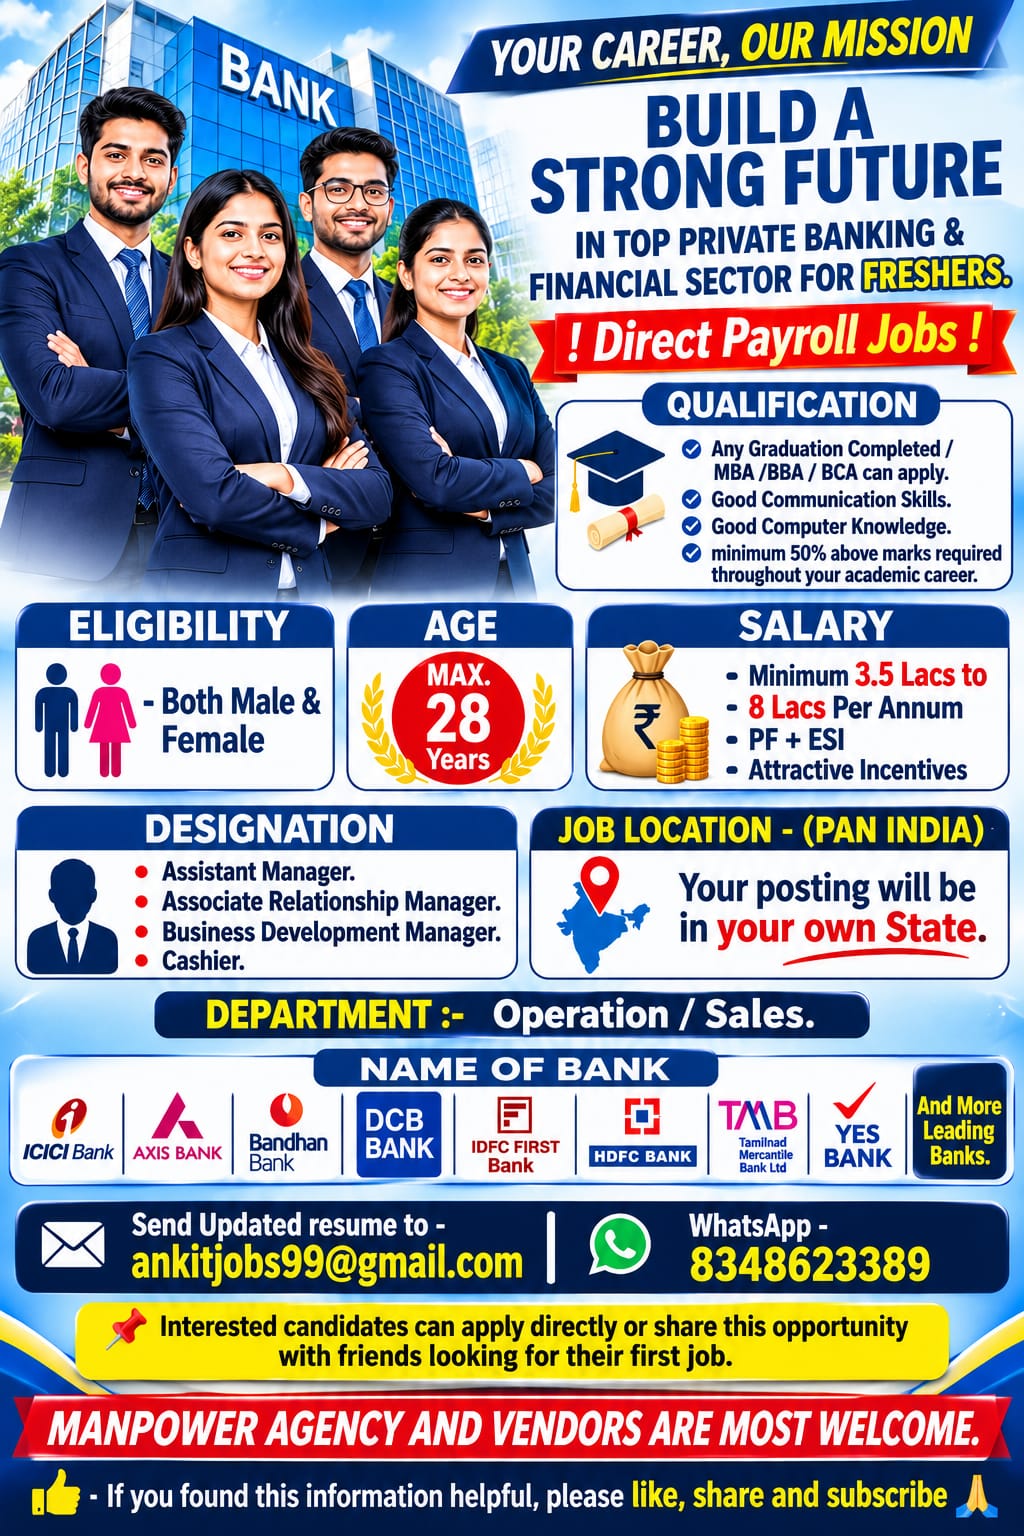 BANK
YOUR CAREER, OUR MISSION
BUILD A
STRONG FUTURE
IN TOP PRIVATE BANKING &
FINANCIAL SECTOR FOR FRESHERS.
! Direct Payroll Jobs !
QUALIFICATION
Any Graduation Completed /
MBA /BBA / BCA can apply.
Good Communication Skills.
Good Computer Knowledge.
minimum 50% above marks required
throughout your academic career.
ELIGIBILITY
- Both Male &
Female
AGE
MAX.
28
Years
SALARY
- Minimum 3.5 Lacs to
- 8 Lacs Per Annum
- PF + ESI
- Attractive Incentives
₹
DESIGNATION
Assistant Manager.
Associate Relationship Manager.
Business Development Manager.
Cashier.
JOB LOCATION - (PAN INDIA)
Your posting will be
in your own State.
DEPARTMENT :- Operation / Sales.
NAME OF BANK
ICICI Bank
AXIS BANK
Bandhan
Bank
DCB
BANK
IDFC FIRST
Bank
HDFC BANK
TMB
Tamilnad
Mercantile
Bank Ltd
YES
BANK
And More
Leading
Banks.
Send Updated resume to -
ankitjobs99@gmail.com
WhatsApp -
8348623389
Interested candidates can apply directly or share this opportunity
with friends looking for their first job.
MANPOWER AGENCY AND VENDORS ARE MOST WELCOME.
- If you found this information helpful, please like, share and subscribe